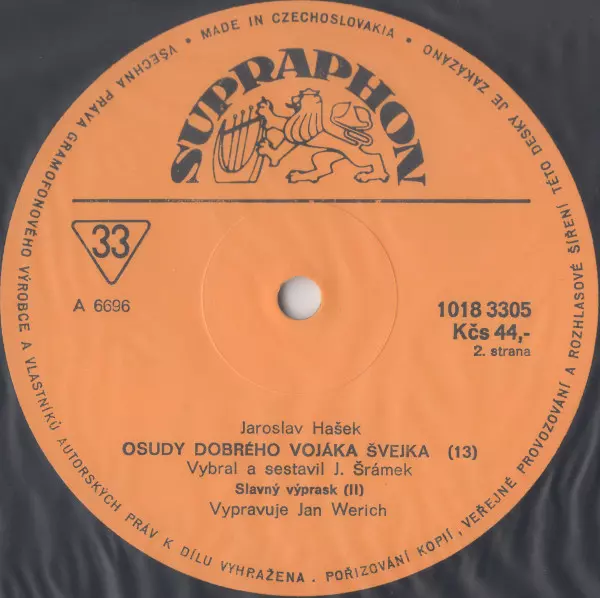 VŠECHNA PRÁVA GRAMOFONOVÉHO VÝROBCE A VLASTNÍKŮ AUTORSKÝCH PRÁV K DÍLU VYHRAŽENA. POŘIZOVÁNÍ KOPIÍ, VEŘEJNÉ PROVOZOVÁNÍ A ROZHLASOVÉ ŠÍŘENÍ TÉTO DESKY JE ZAKÁZÁNO • MADE IN CZECHOSLOVAKIA •
SUPRAPHON
33
A 6696
1018 3305
Kčs 44,-
2. strana
Jaroslav Hašek
OSUDY DOBRÉHO VOJÁKA ŠVEJKA (13)
Vybral a sestavil J. Šrámek
Slavný výprask (II)
Vypravuje Jan Werich